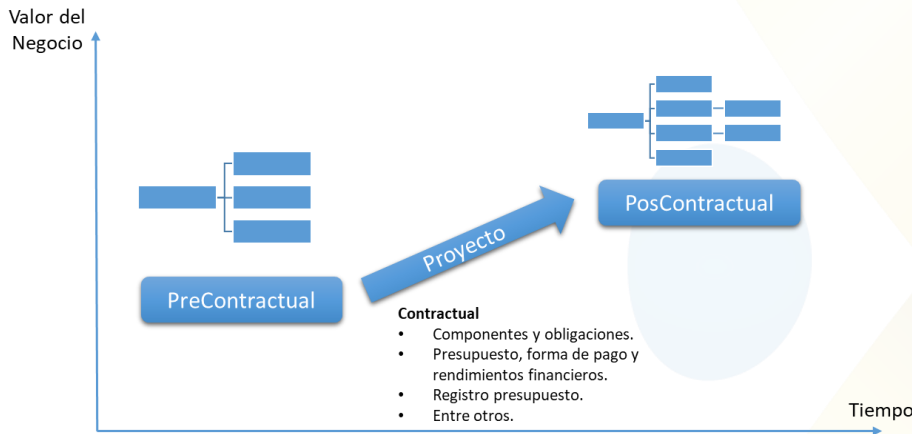 Valor del
Negocio
PosContractual
Proyecto
PreContractual
Contractual
• Componentes y obligaciones.
• Presupuesto, forma de pago y
rendimientos financieros.
• Registro presupuesto.
• Entre otros.
Tiempo